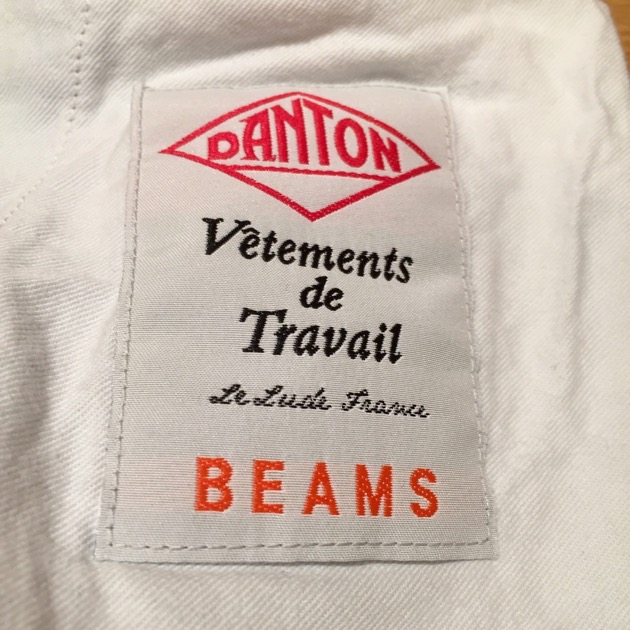 DANTON
Vêtements
de
Travail
Le Lude France
BEAMS